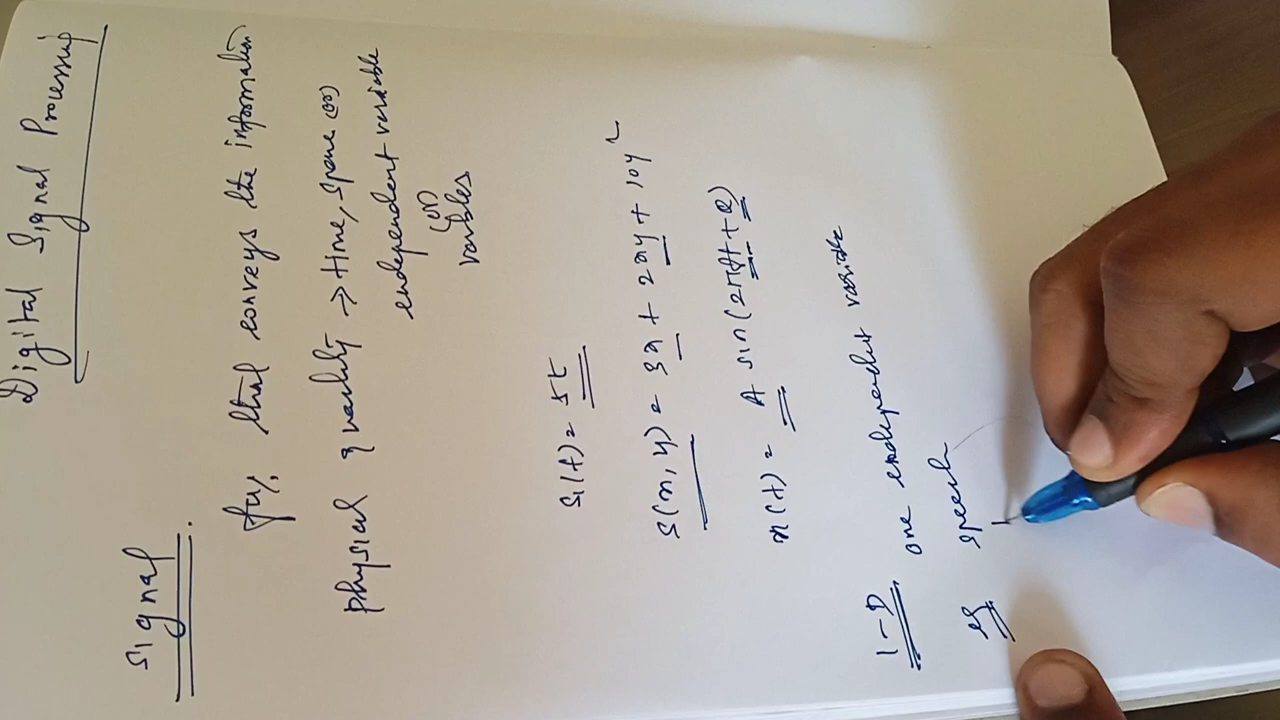 Digital Signal Processing
Signal
fn, that conveys the information
physical quantity → time, space (or)
independent variable
(or)
variables
s1(t) = 5t
s(x, y) = 3x + 2xy + 10y²
x(t) = A sin(2πft + θ)
1-D one independent variable
eg speech